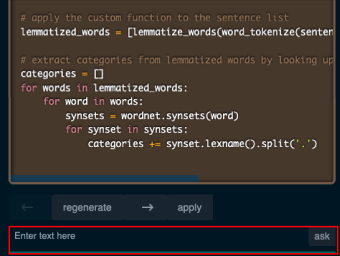 # apply the custom function to the sentence list
lemmatized_words = [lemmatize_words(word_tokenize(senten
# extract categories from lemmatized words by looking up
categories = []
for words in lemmatized_words:
for word in words:
synsets = wordnet.synsets(word)
for synset in synsets:
categories += synset.lexname().split('.')
← regenerate → apply
Enter text here ask